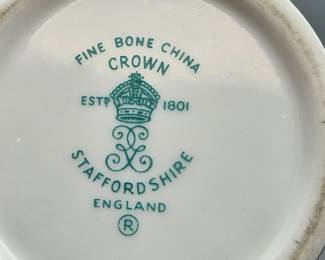 FINE BONE CHINA
CROWN
ESTD 1801
STAFFORDSHIRE
ENGLAND
®